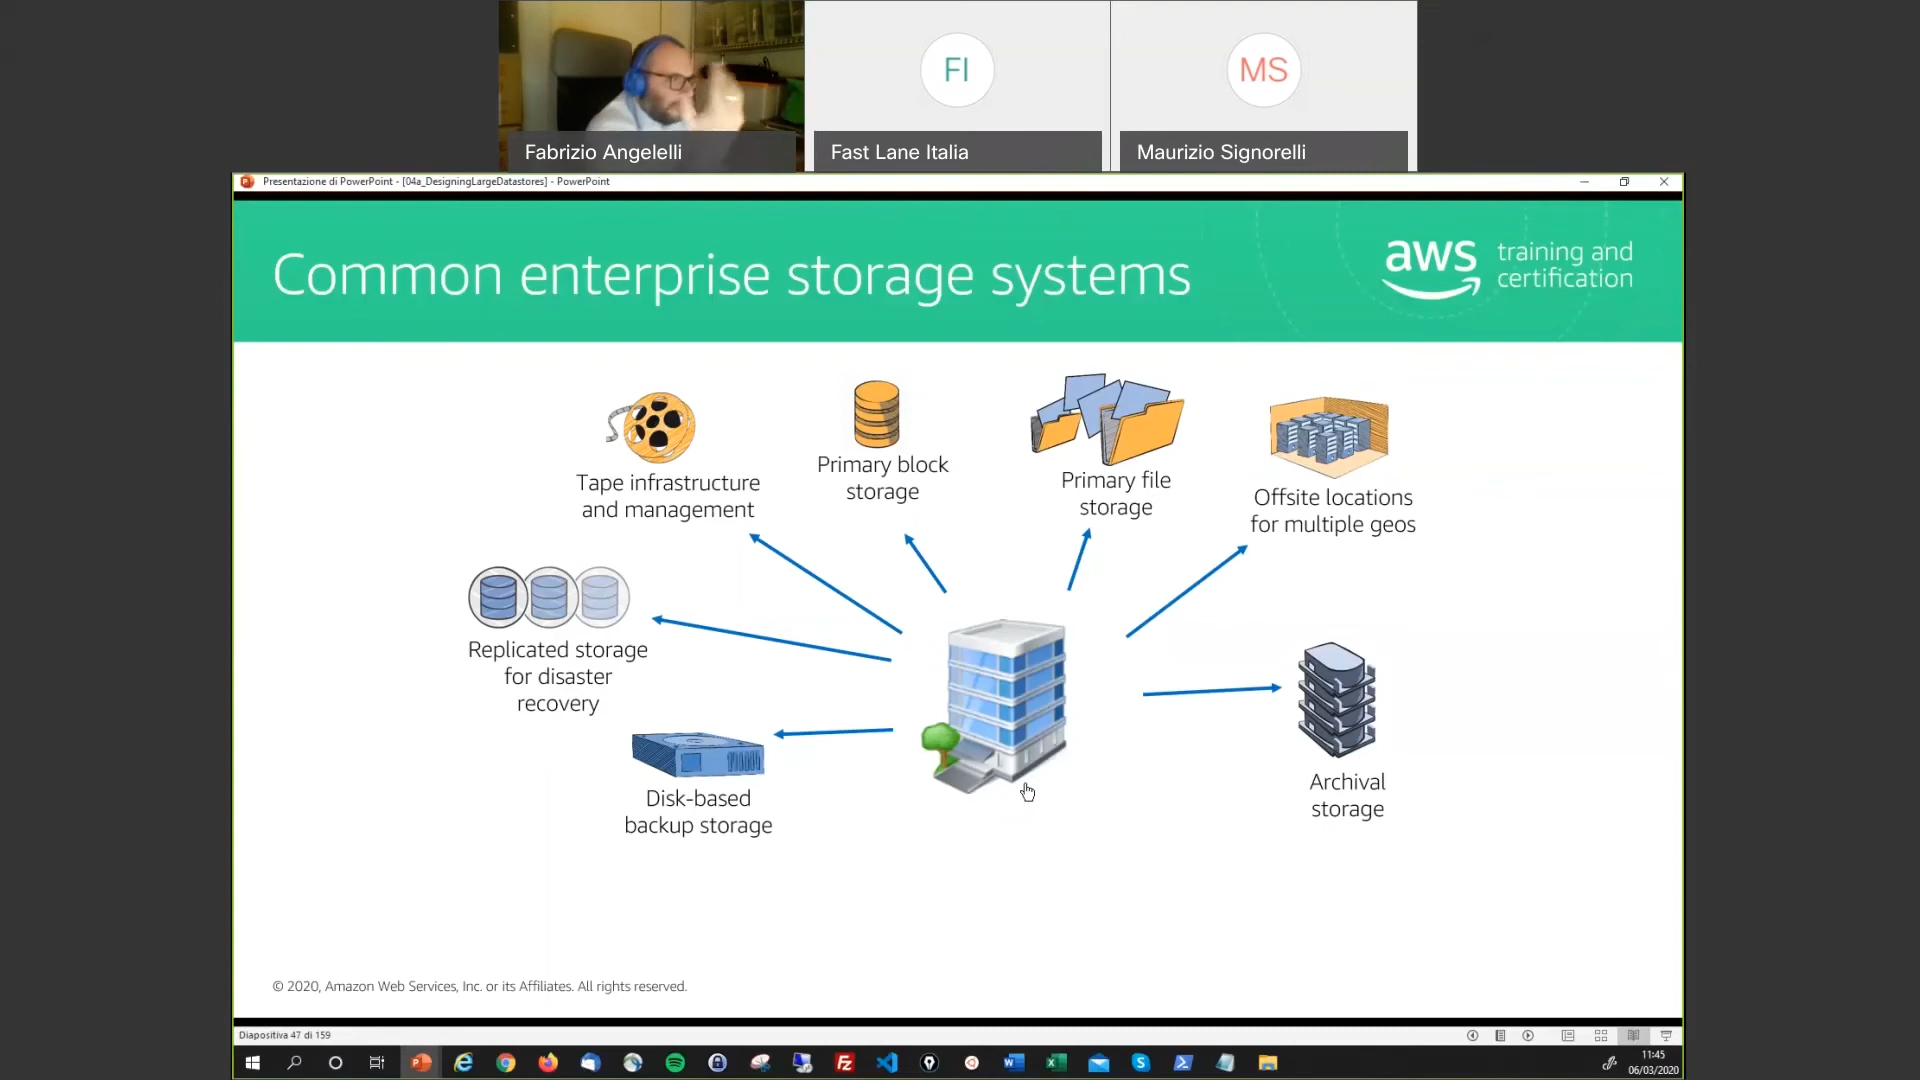 FI
MS
Fabrizio Angelelli
Fast Lane Italia
Maurizio Signorelli
Presentazione di PowerPoint - [04a_DesigningLargeDatastores] - PowerPoint
Common enterprise storage systems
aws
training and
certification
Tape infrastructure
and management
Primary block
storage
Primary file
storage
Offsite locations
for multiple geos
Replicated storage
for disaster
recovery
Disk-based
backup storage
Archival
storage
© 2020, Amazon Web Services, Inc. or its Affiliates. All rights reserved.
Diapositiva 47 di 159
11:45
06/03/2020